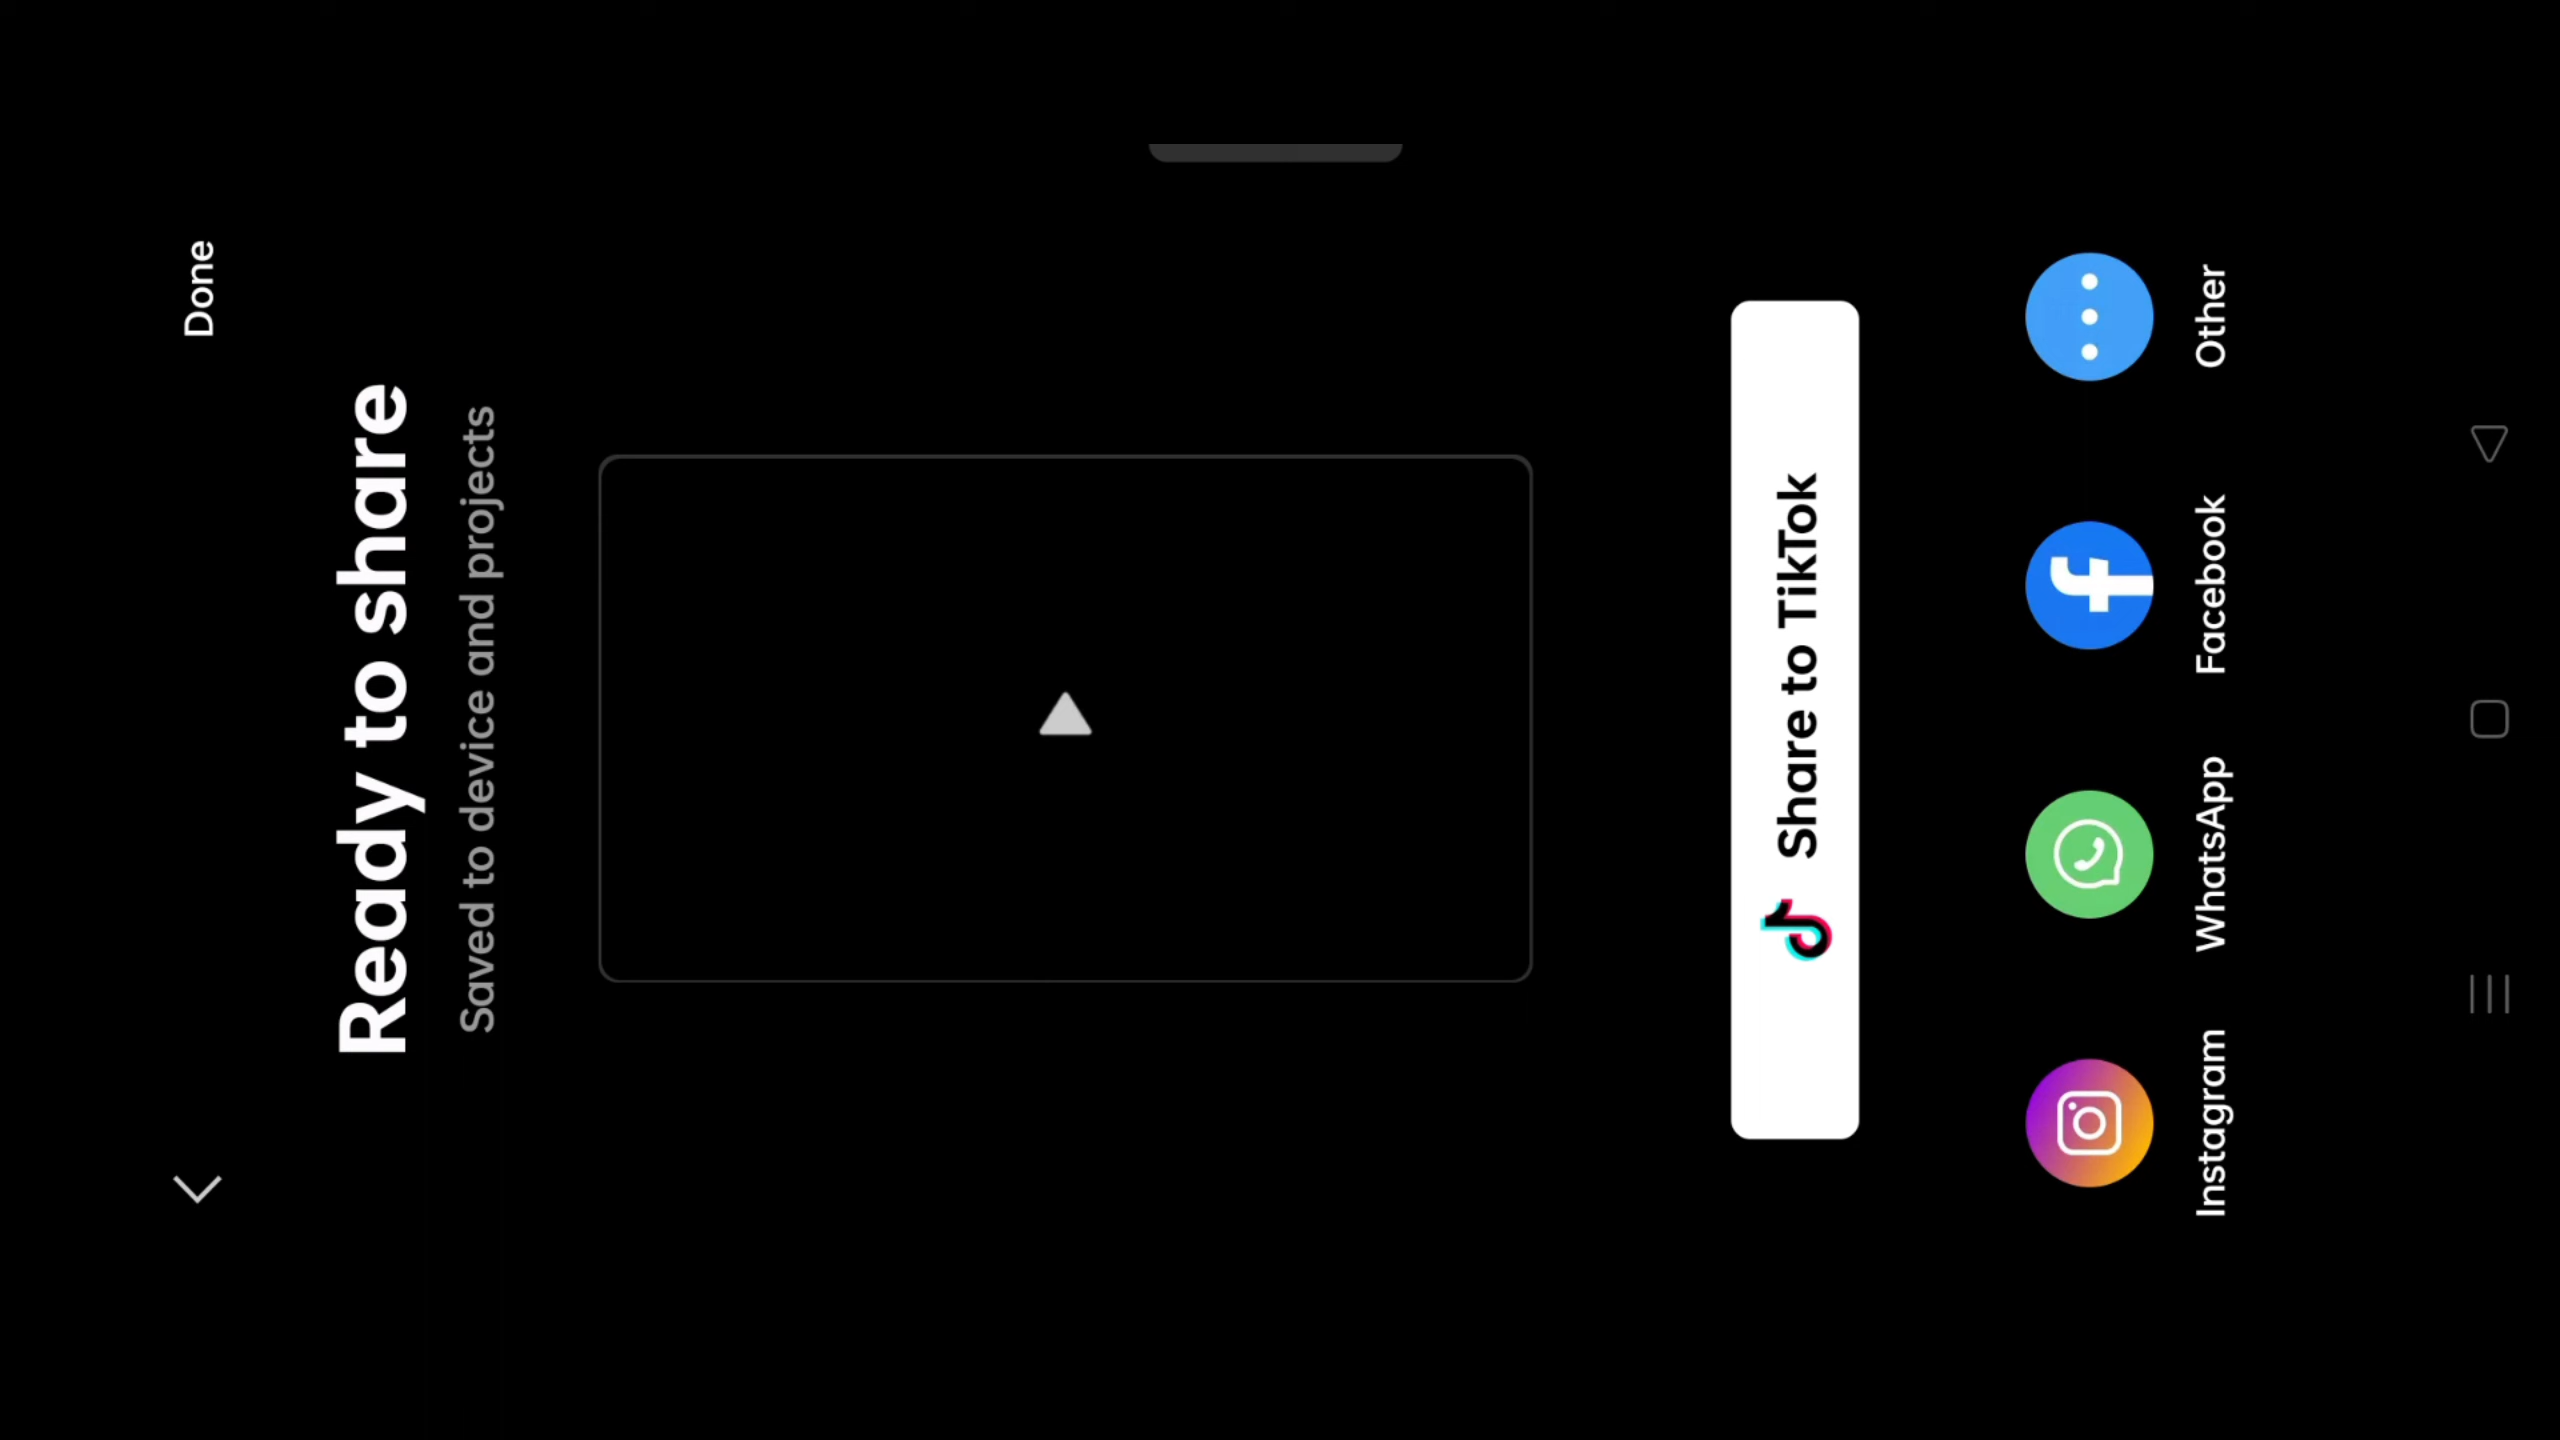 Done
Ready to share
Saved to device and projects
Share to TikTok
Instagram
WhatsApp
Facebook
Other